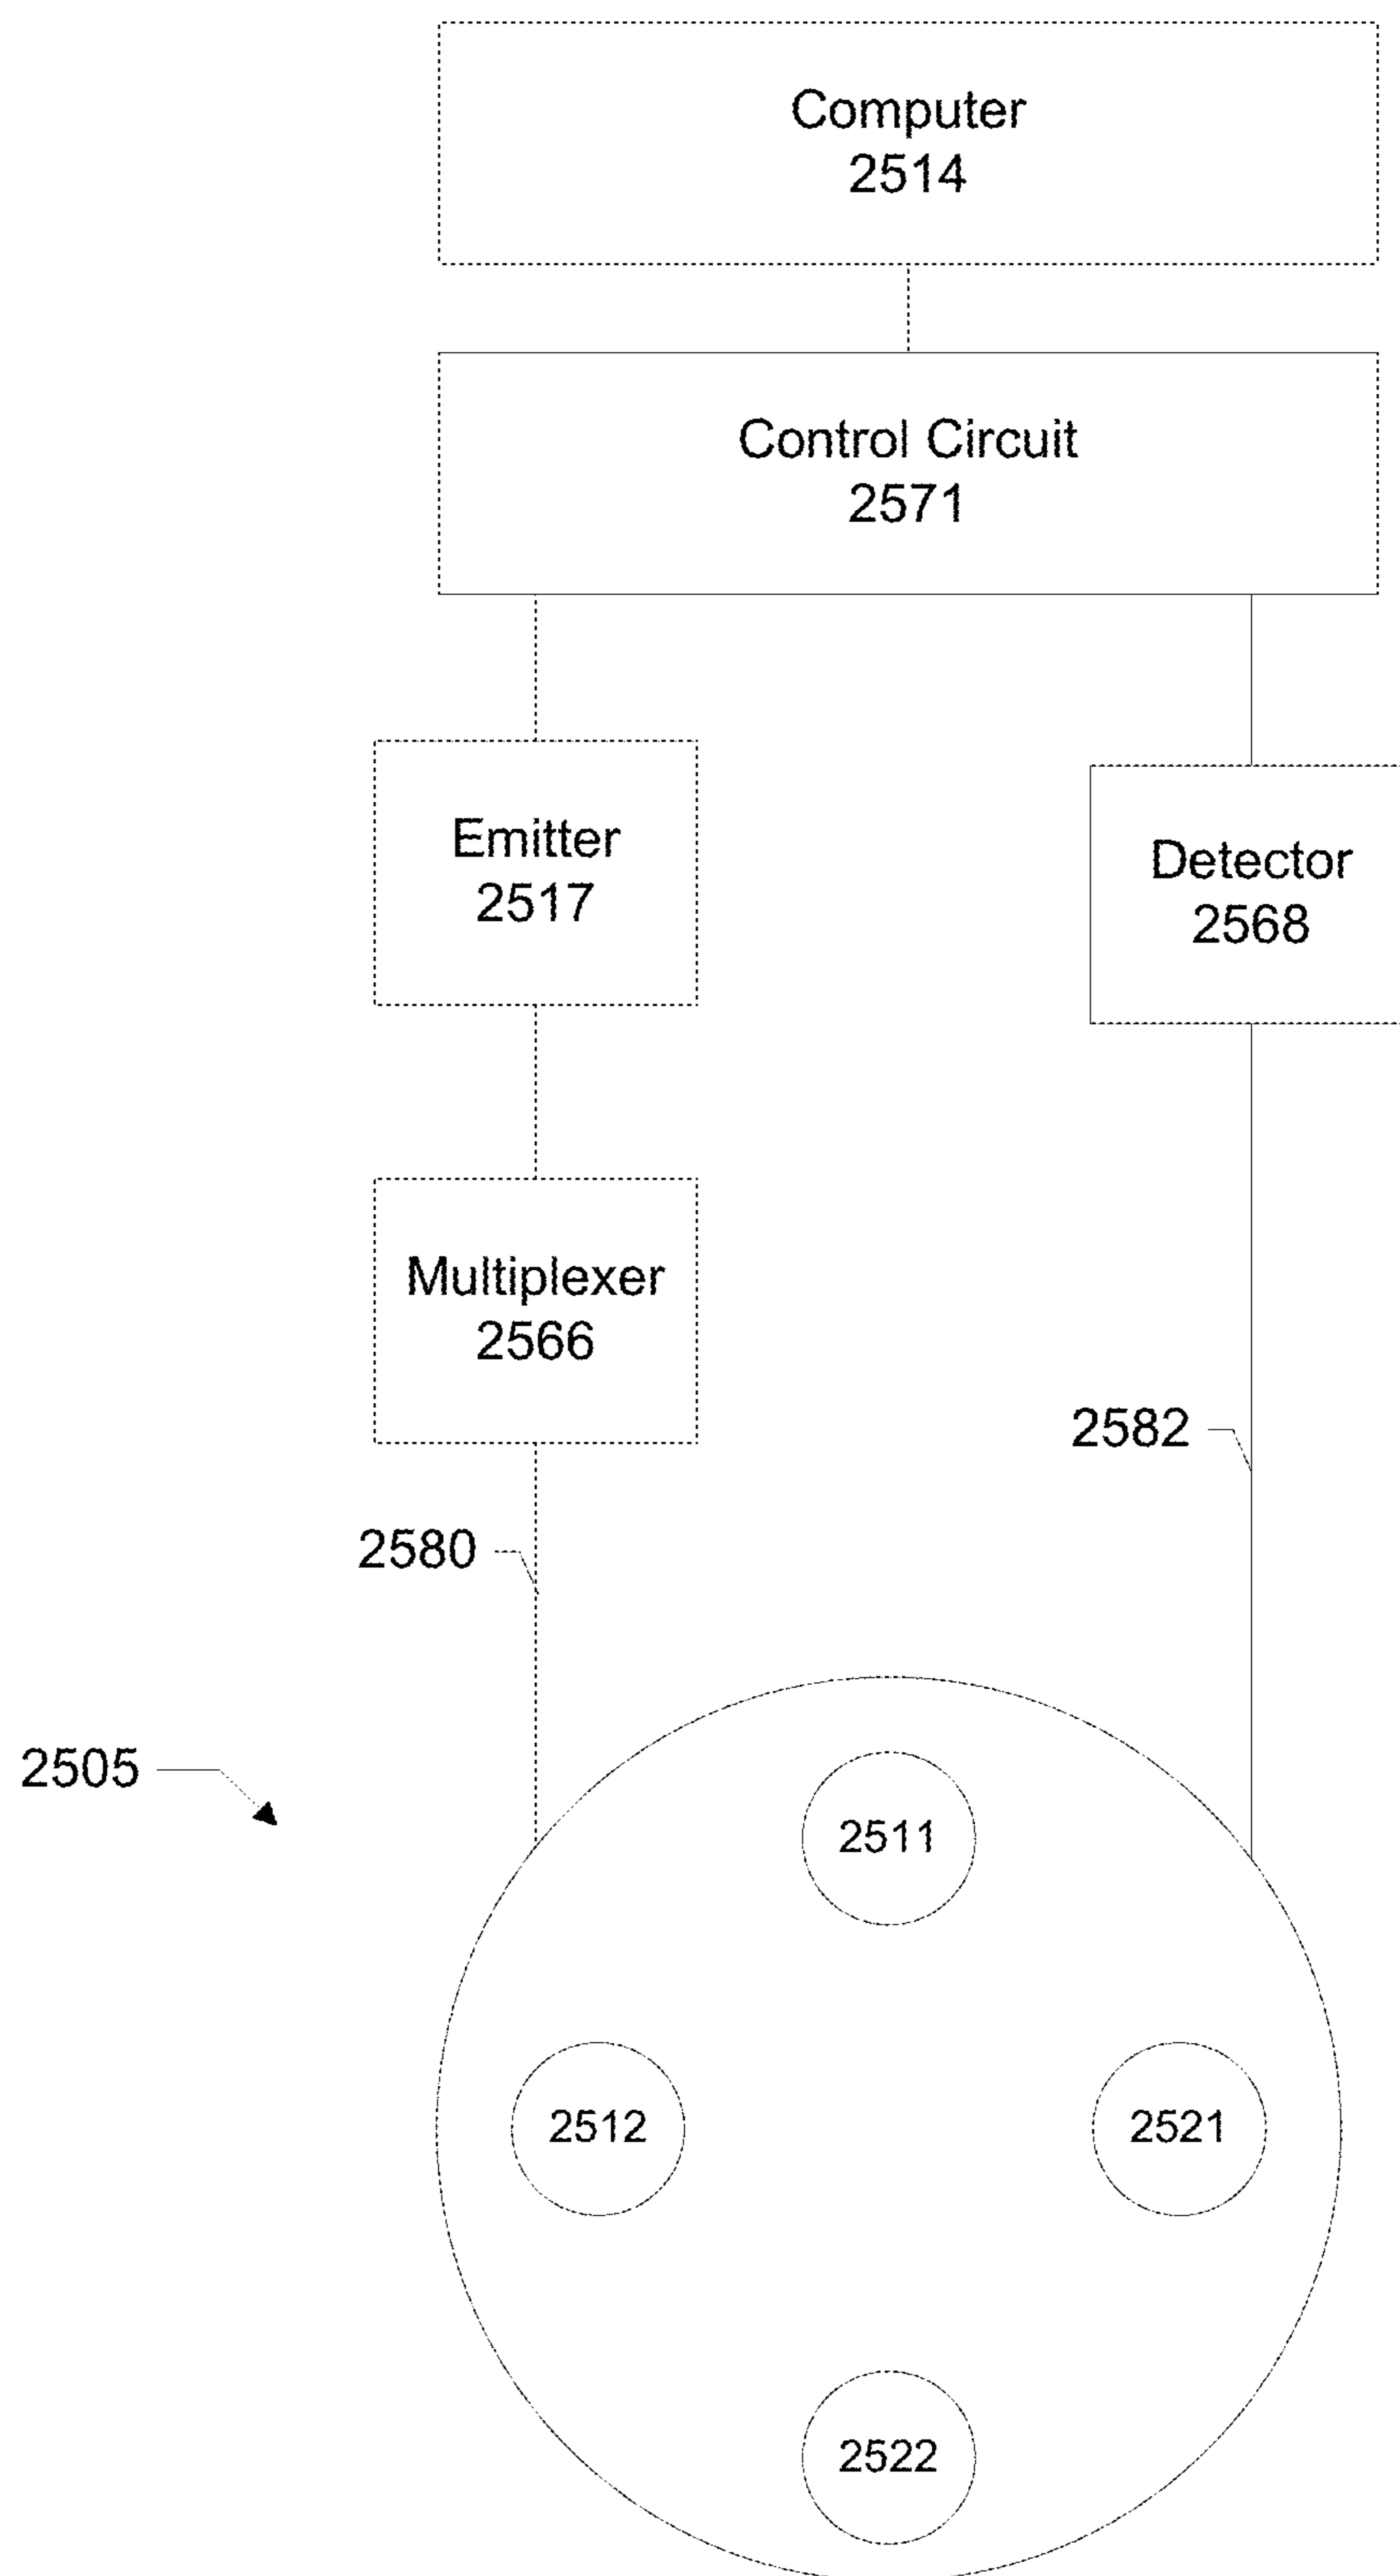 Computer
2514
Control Circuit
2571
Emitter
2517
Detector
2568
Multiplexer
2566
2582
2580
2505
2511
2512
2521
2522